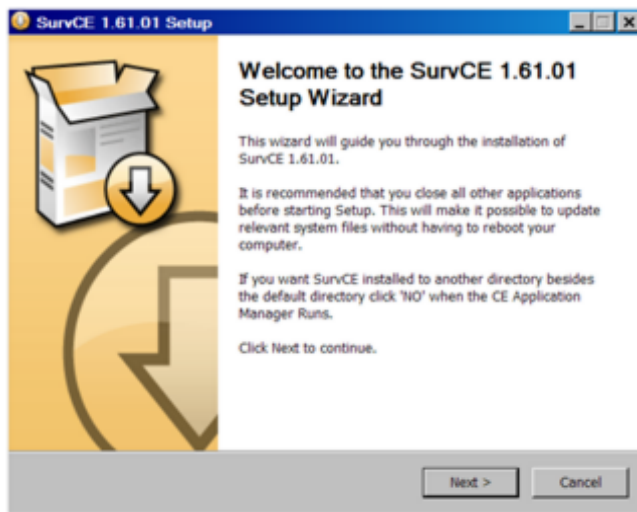 SurvCE 1.61.01 Setup
Welcome to the SurvCE 1.61.01
Setup Wizard
This wizard will guide you through the installation of
SurvCE 1.61.01.
It is recommended that you close all other applications
before starting Setup. This will make it possible to update
relevant system files without having to reboot your
computer.
If you want SurvCE installed to another directory besides
the default directory click 'NO' when the CE Application
Manager Runs.
Click Next to continue.
Next >
Cancel